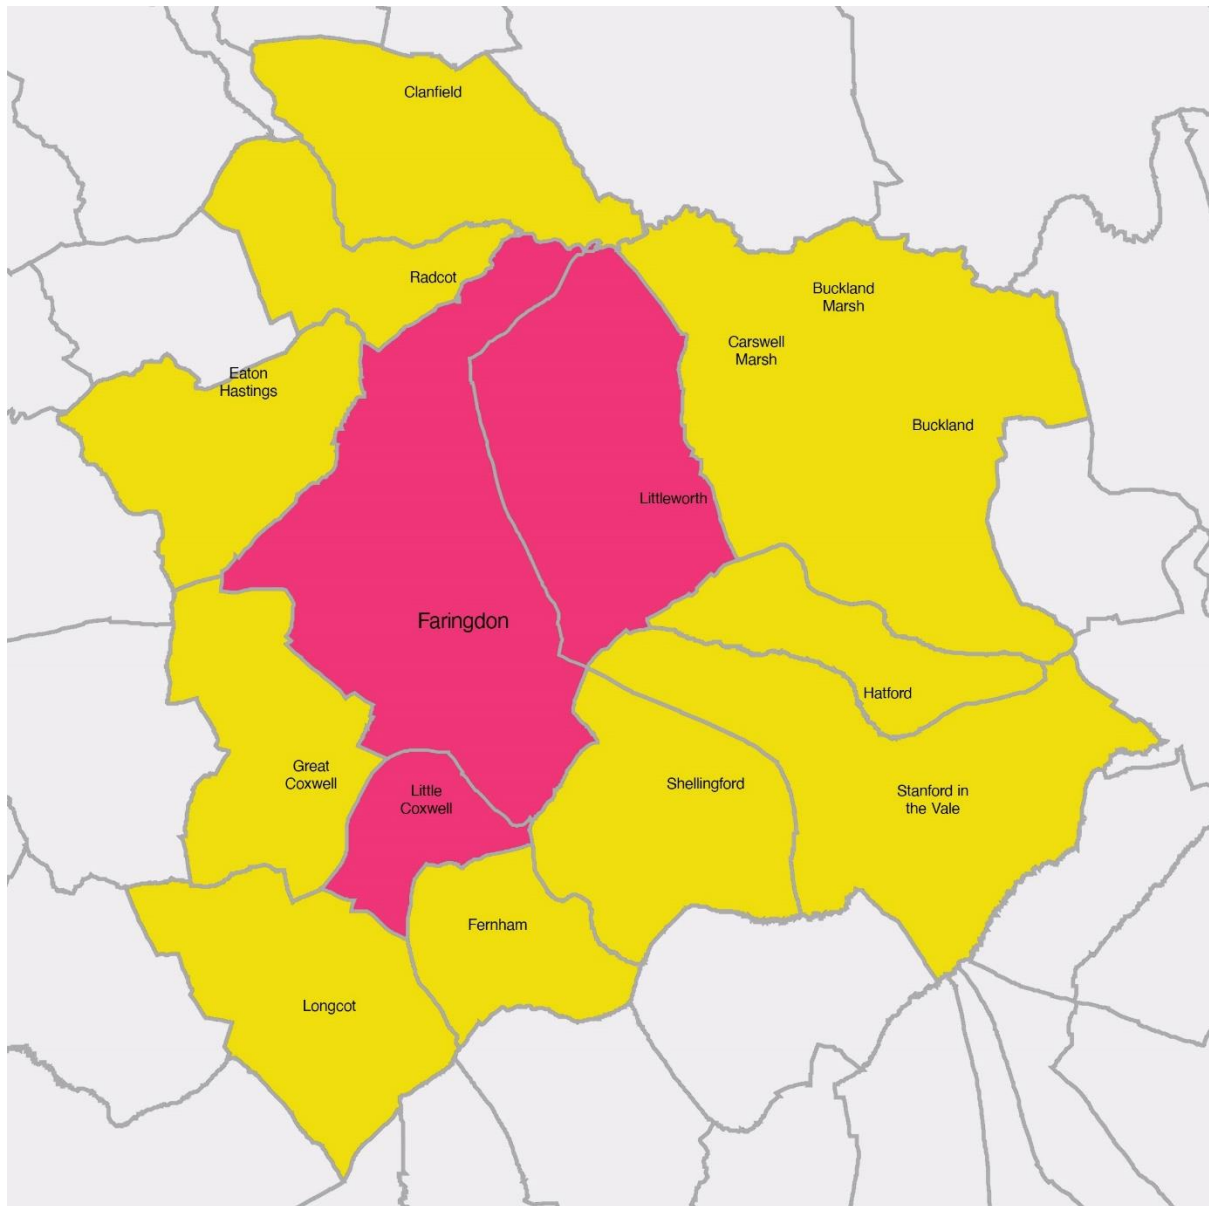 Clanfield
Radcot
Buckland
Marsh
Carswell
Marsh
Eaton
Hastings
Buckland
Littleworth
Faringdon
Hatford
Great
Coxwell
Little
Coxwell
Shellingford
Stanford in
the Vale
Fernham
Longcot